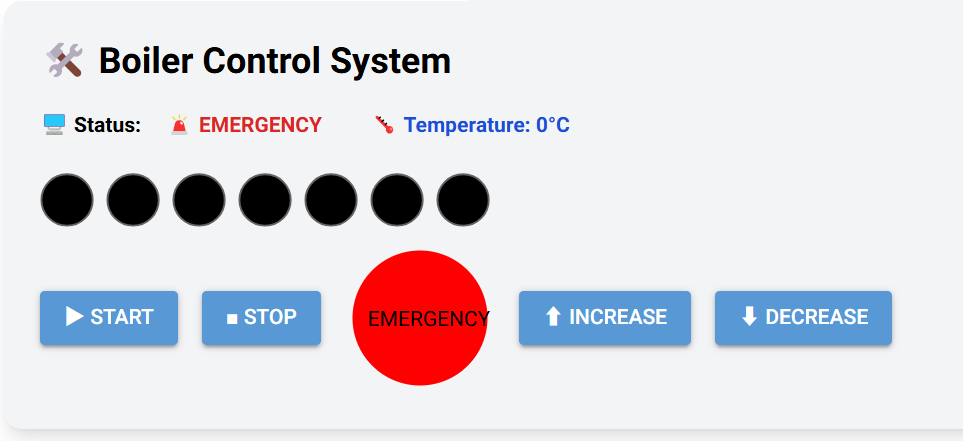 Boiler Control System
Status: EMERGENCY Temperature: 0°C
START STOP EMERGENCY INCREASE DECREASE